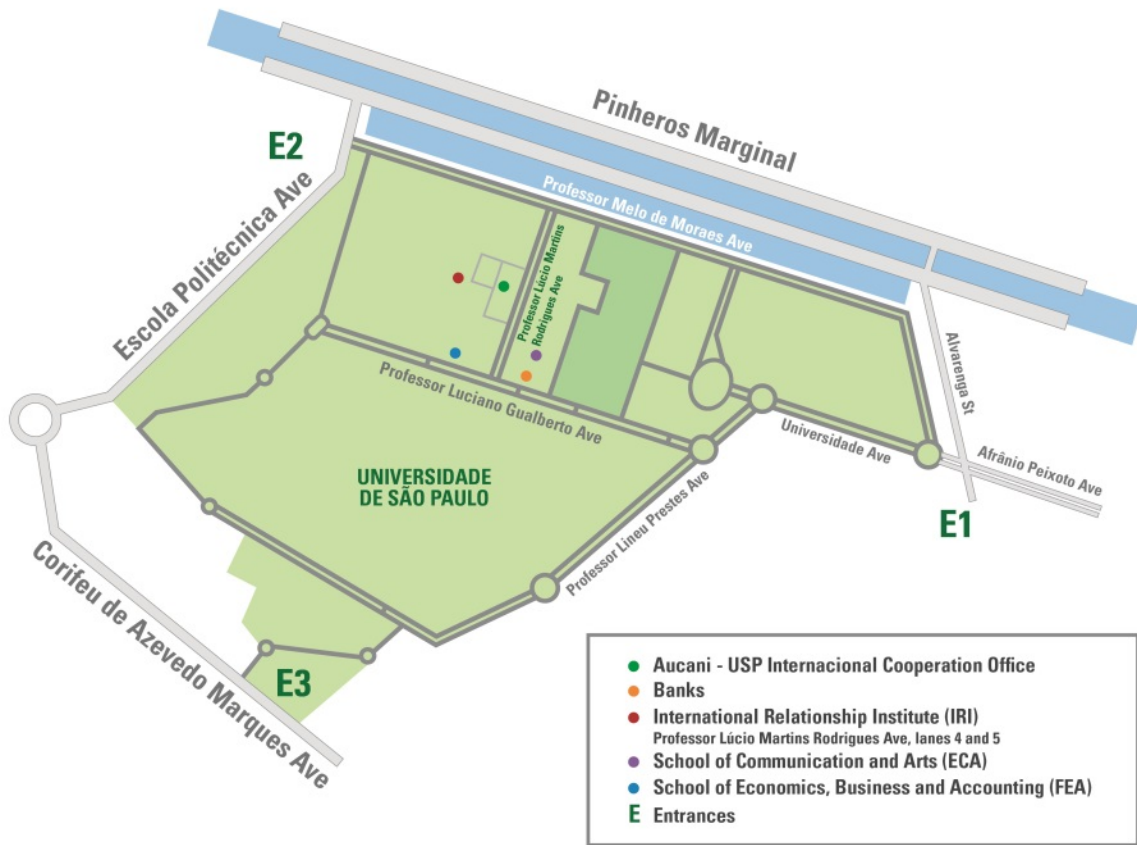 Pinheros Marginal
E2
Professor Melo de Moraes Ave
Escola Politécnica Ave
Professor Lúcio Martins
Rodrigues Ave
Alvarenga St
Professor Luciano Gualberto Ave
Universidade Ave
Afrânio Peixoto Ave
UNIVERSIDADE
DE SÃO PAULO
E1
Professor Lineu Prestes Ave
Corifeu de Azevedo Marques Ave
E3
Aucani - USP Internacional Cooperation Office
Banks
International Relationship Institute (IRI)
Professor Lúcio Martins Rodrigues Ave, lanes 4 and 5
School of Communication and Arts (ECA)
School of Economics, Business and Accounting (FEA)
E Entrances